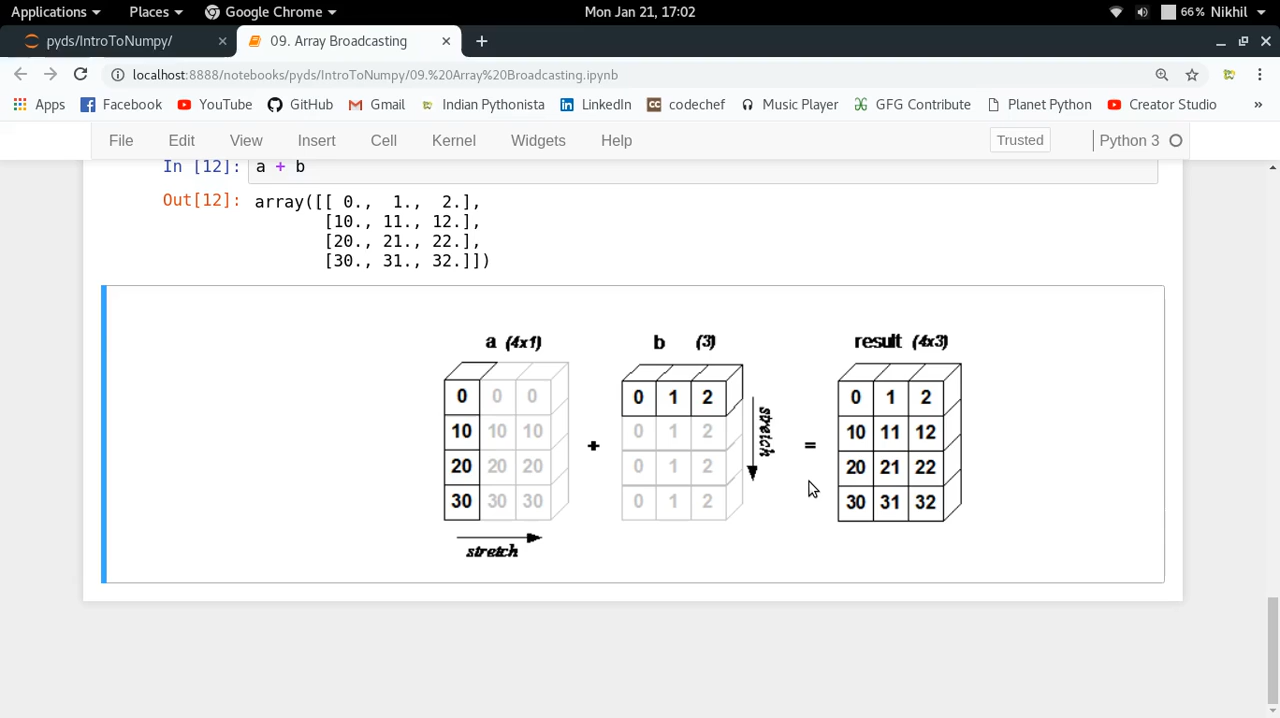 Applications Places Google Chrome Mon Jan 21, 17:02 66% Nikhil
pyds/IntroToNumpy/ × 09. Array Broadcasting × +
localhost:8888/notebooks/pyds/IntroToNumpy/09.%20Array%20Broadcasting.ipynb
Apps Facebook YouTube GitHub Gmail Indian Pythonista LinkedIn CC codechef Music Player GFG Contribute Planet Python Creator Studio »
File Edit View Insert Cell Kernel Widgets Help Trusted Python 3
In [12]: a + b
Out[12]: array([[ 0., 1., 2.],
[10., 11., 12.],
[20., 21., 22.],
[30., 31., 32.]])
a (4x1) b (3) result (4x3)
0 0 0 0 1 2 0 1 2
10 10 10 0 1 2 10 11 12
+ stretch =
20 20 20 0 1 2 20 21 22
30 30 30 0 1 2 30 31 32
stretch